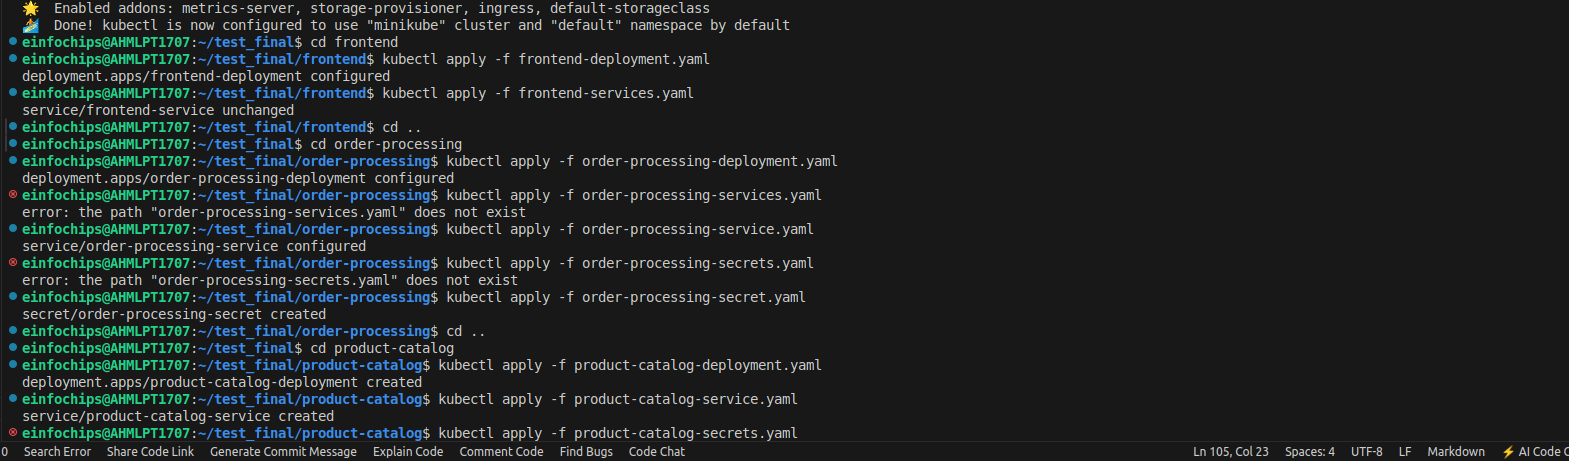 Enabled addons: metrics-server, storage-provisioner, ingress, default-storageclass
Done! kubectl is now configured to use "minikube" cluster and "default" namespace by default
einfochips@AHMLPT1707:~/test_final$ cd frontend
einfochips@AHMLPT1707:~/test_final/frontend$ kubectl apply -f frontend-deployment.yaml
deployment.apps/frontend-deployment configured
einfochips@AHMLPT1707:~/test_final/frontend$ kubectl apply -f frontend-services.yaml
service/frontend-service unchanged
einfochips@AHMLPT1707:~/test_final/frontend$ cd ..
einfochips@AHMLPT1707:~/test_final$ cd order-processing
einfochips@AHMLPT1707:~/test_final/order-processing$ kubectl apply -f order-processing-deployment.yaml
deployment.apps/order-processing-deployment configured
einfochips@AHMLPT1707:~/test_final/order-processing$ kubectl apply -f order-processing-services.yaml
error: the path "order-processing-services.yaml" does not exist
einfochips@AHMLPT1707:~/test_final/order-processing$ kubectl apply -f order-processing-service.yaml
service/order-processing-service configured
einfochips@AHMLPT1707:~/test_final/order-processing$ kubectl apply -f order-processing-secrets.yaml
error: the path "order-processing-secrets.yaml" does not exist
einfochips@AHMLPT1707:~/test_final/order-processing$ kubectl apply -f order-processing-secret.yaml
secret/order-processing-secret created
einfochips@AHMLPT1707:~/test_final/order-processing$ cd ..
einfochips@AHMLPT1707:~/test_final$ cd product-catalog
einfochips@AHMLPT1707:~/test_final/product-catalog$ kubectl apply -f product-catalog-deployment.yaml
deployment.apps/product-catalog-deployment created
einfochips@AHMLPT1707:~/test_final/product-catalog$ kubectl apply -f product-catalog-service.yaml
service/product-catalog-service created
einfochips@AHMLPT1707:~/test_final/product-catalog$ kubectl apply -f product-catalog-secrets.yaml
0 Search Error Share Code Link Generate Commit Message Explain Code Comment Code Find Bugs Code Chat Ln 105, Col 23 Spaces: 4 UTF-8 LF Markdown AI Code